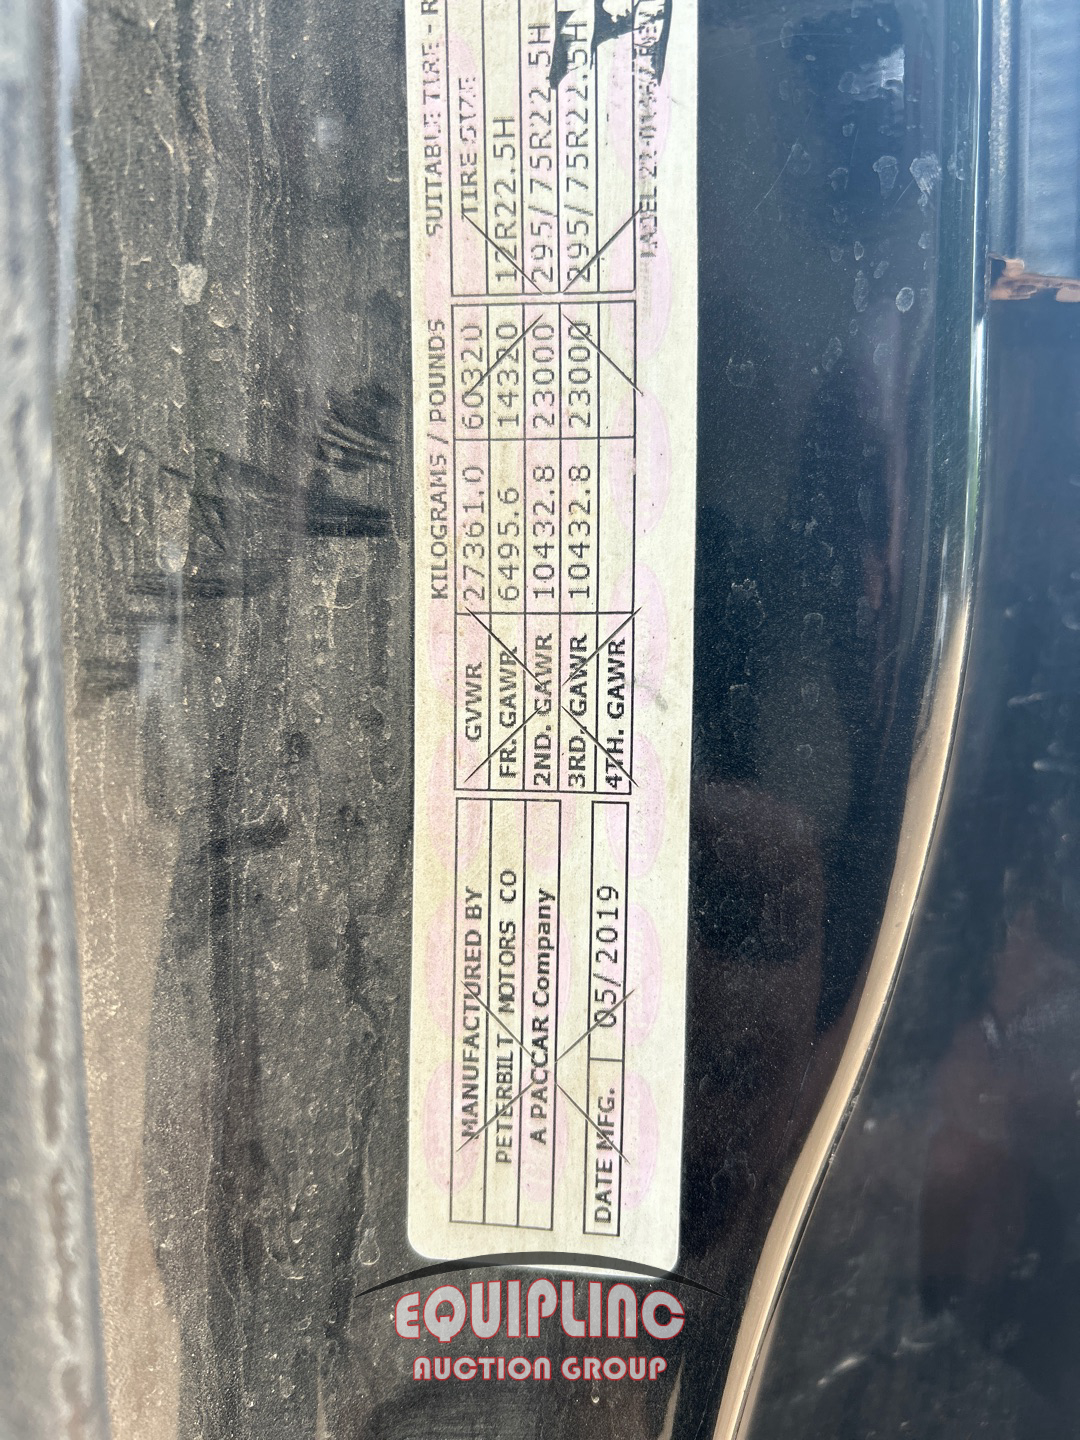 MANUFACTURED BY
PETERBILT MOTORS CO
A PACCAR Company
DATE MFG. 05/2019
KILOGRAMS / POUNDS
GVWR 27361.0 60320
FR. GAWR 6495.6 14320
2ND. GAWR 10432.8 23000
3RD. GAWR 10432.8 23000
4TH. GAWR
SUITABLE TIRE - R
TIRE SIZE
12R22.5H
295/75R22.5H
295/75R22.5H
EQUIPLINC
AUCTION GROUP